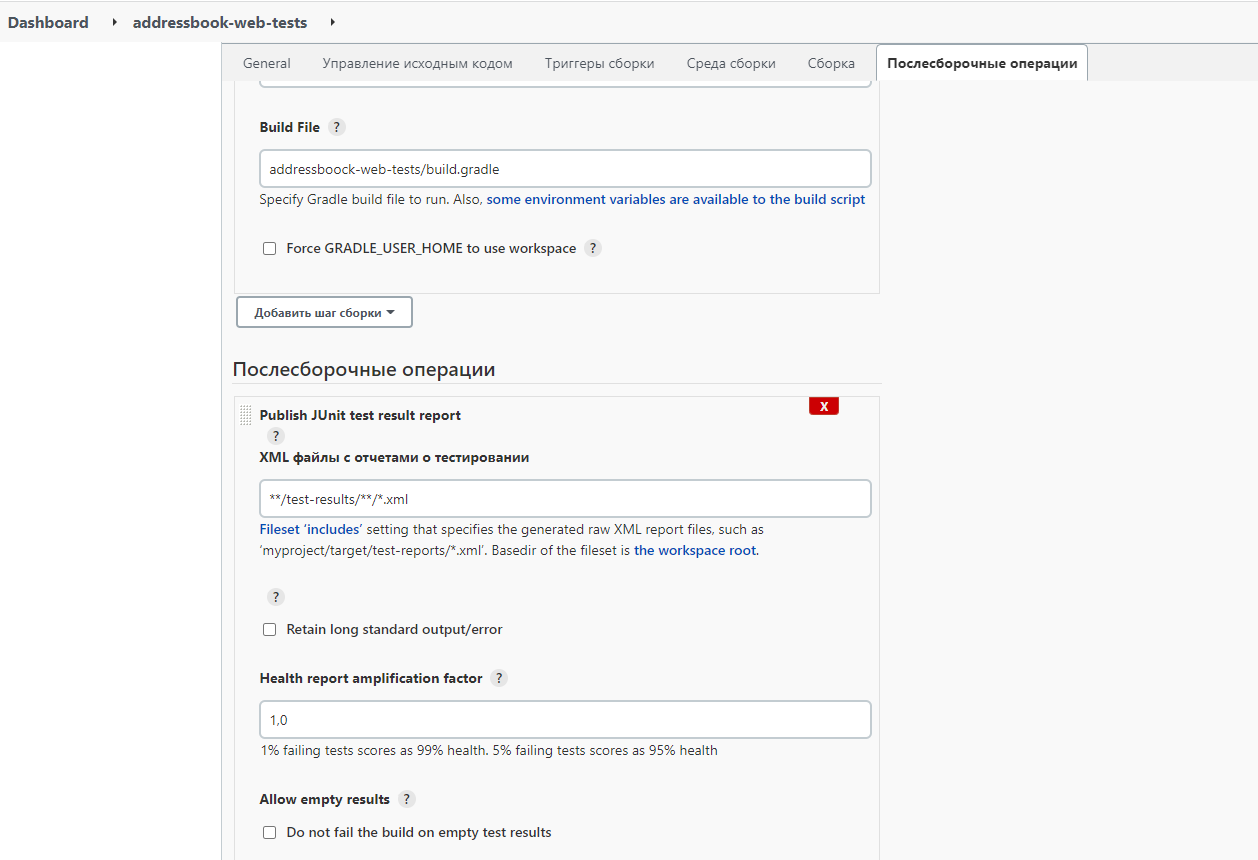 Dashboard addressbook-web-tests
General Управление исходным кодом Триггеры сборки Среда сборки Сборка Послесборочные операции
Build File ?
addressboock-web-tests/build.gradle
Specify Gradle build file to run. Also, some environment variables are available to the build script
Force GRADLE_USER_HOME to use workspace ?
Добавить шаг сборки
Послесборочные операции
Publish JUnit test result report X
?
XML файлы с отчетами о тестировании
**/test-results/**/*.xml
Fileset ‘includes’ setting that specifies the generated raw XML report files, such as
‘myproject/target/test-reports/*.xml’. Basedir of the fileset is the workspace root.
?
Retain long standard output/error
Health report amplification factor ?
1,0
1% failing tests scores as 99% health. 5% failing tests scores as 95% health
Allow empty results ?
Do not fail the build on empty test results